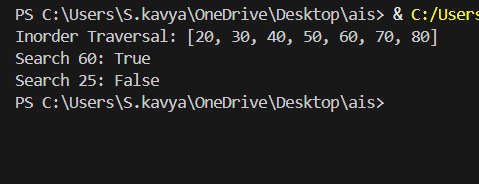 PS C:\Users\S.kavya\OneDrive\Desktop\ais> & C:/Users
Inorder Traversal: [20, 30, 40, 50, 60, 70, 80]
Search 60: True
Search 25: False
PS C:\Users\S.kavya\OneDrive\Desktop\ais>